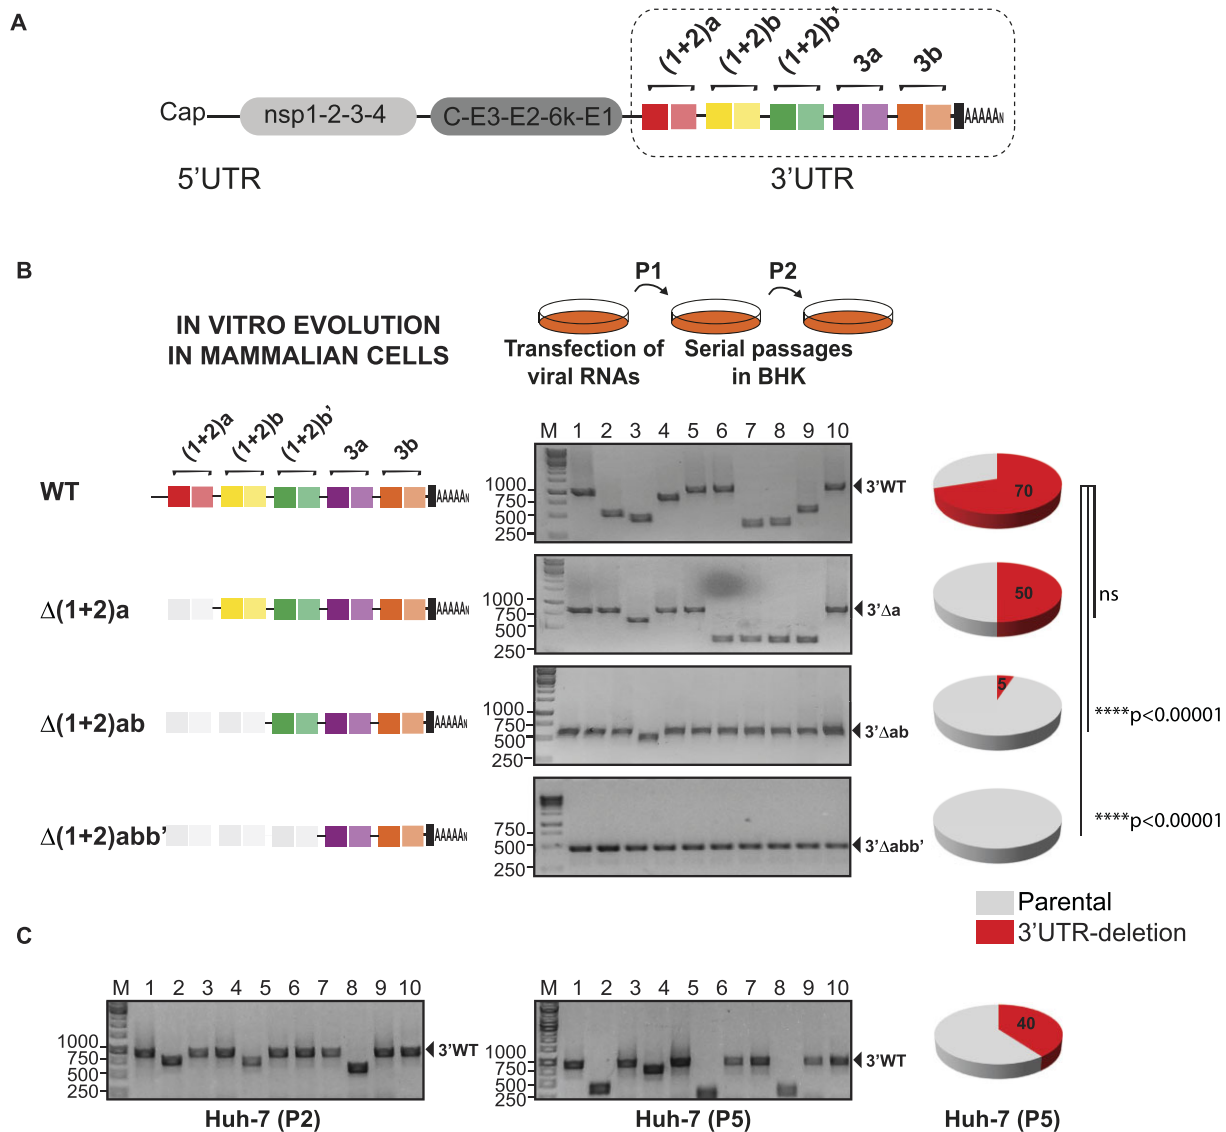 A
(1+2)a
(1+2)b
(1+2)b'
3a
3b
Cap
nsp1-2-3-4
C-E3-E2-6k-E1
AAAAAN
5'UTR
3'UTR
B
P1
P2
IN VITRO EVOLUTION
IN MAMMALIAN CELLS
Transfection of
viral RNAs
Serial passages
in BHK
(1+2)a
(1+2)b
(1+2)b'
3a
3b
M 1 2 3 4 5 6 7 8 9 10
WT
AAAAAN
1000
750
500
250
3'WT
70
Δ(1+2)a
AAAAAN
1000
750
500
250
3'Δa
50
ns
Δ(1+2)ab
AAAAAN
1000
750
500
250
3'Δab
5
****p<0.00001
Δ(1+2)abb'
AAAAAN
750
500
250
3'Δabb'
****p<0.00001
Parental
3'UTR-deletion
C
M 1 2 3 4 5 6 7 8 9 10
1000
750
500
250
3'WT
Huh-7 (P2)
M 1 2 3 4 5 6 7 8 9 10
1000
750
500
250
3'WT
Huh-7 (P5)
40
Huh-7 (P5)